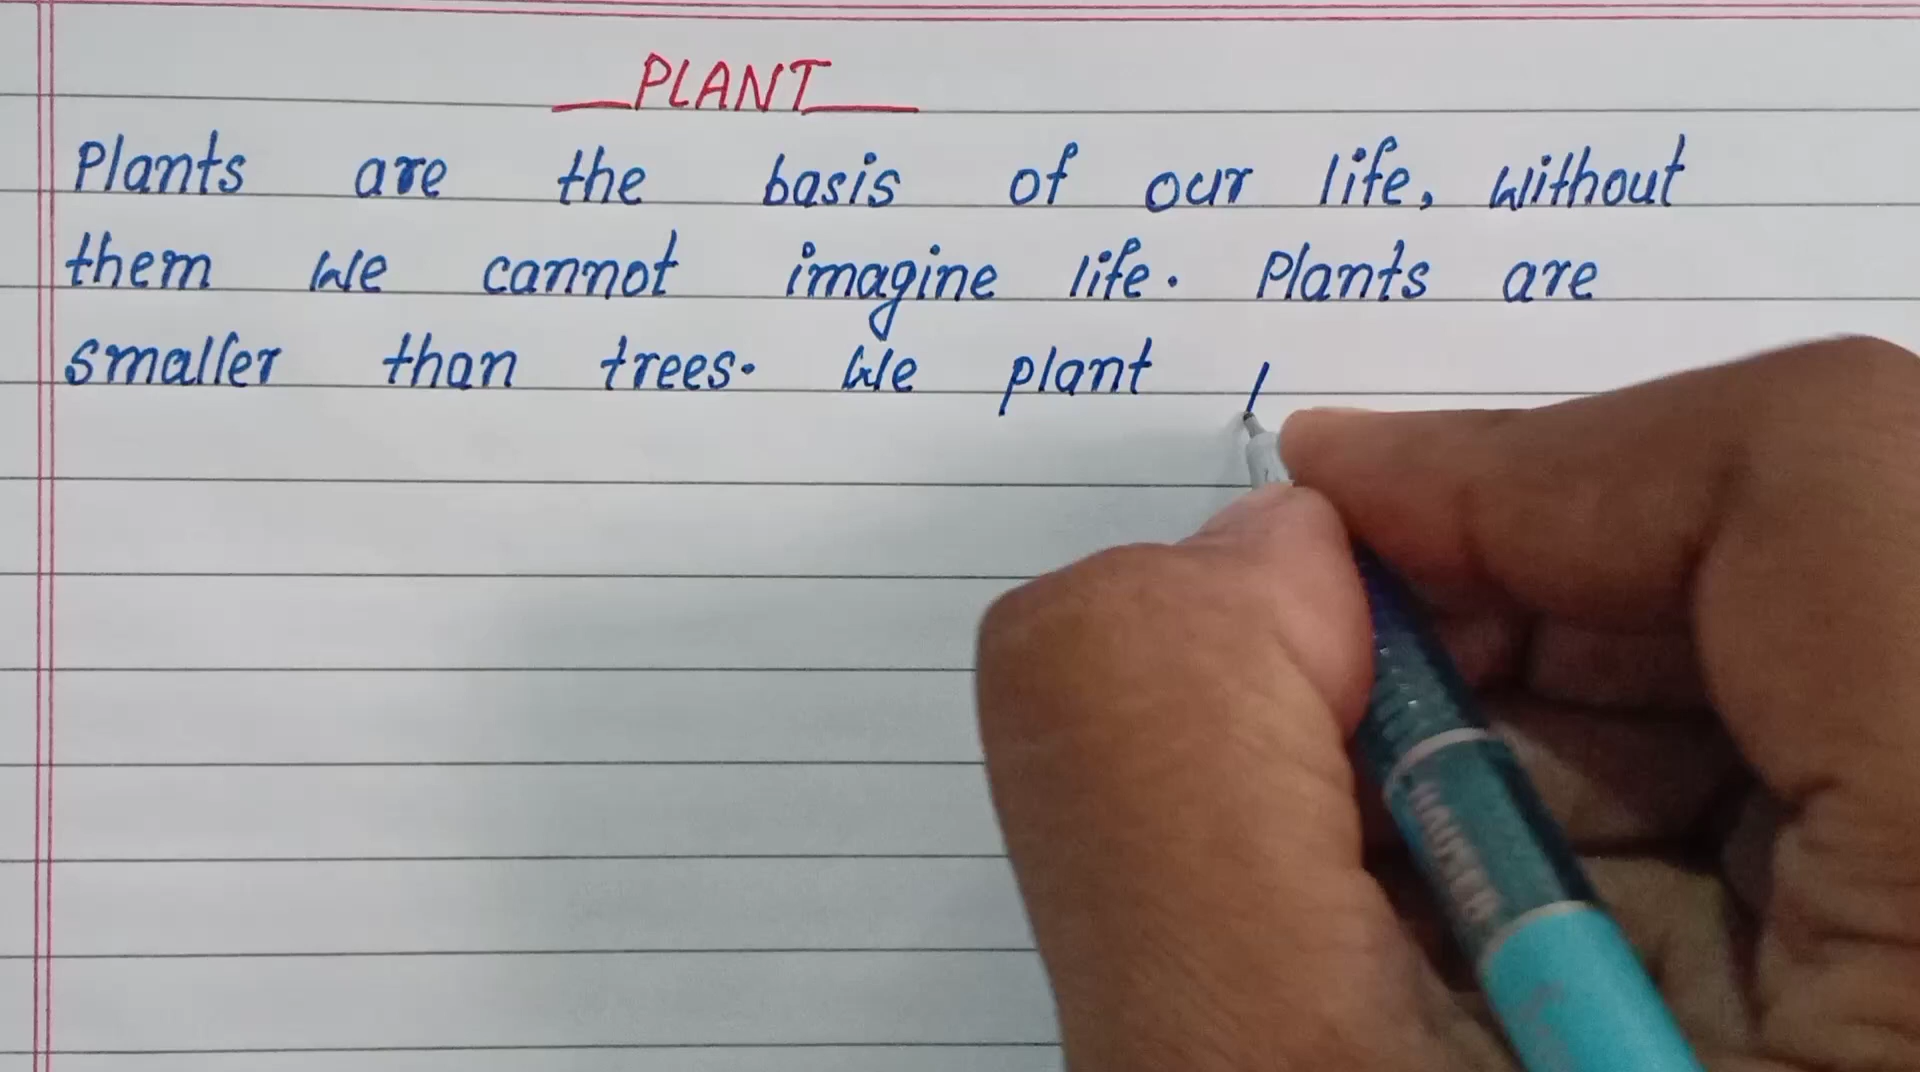 PLANT
Plants are the basis of our life, without
them we cannot imagine life. Plants are
smaller than trees. We plant
HAUSER